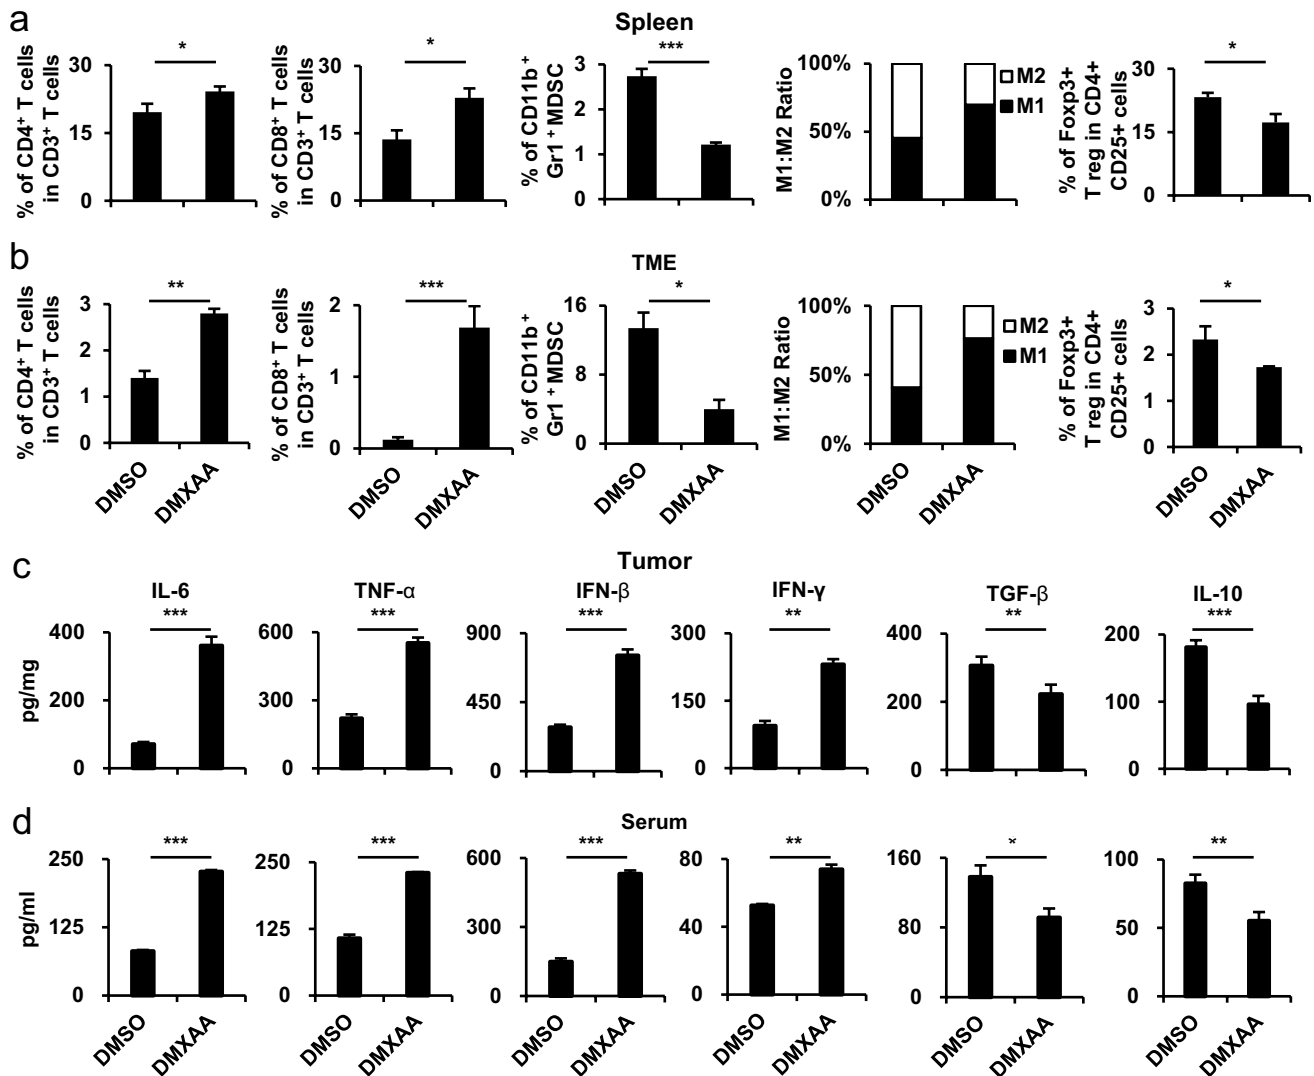 a
Spleen
% of CD4+ T cells
in CD3+ T cells
30
15
0
*
% of CD8+ T cells
in CD3+ T cells
30
15
0
*
% of CD11b+
Gr1+ MDSC
3
2
1
0
***
M1:M2 Ratio
100%
50%
0%
M2
M1
% of Foxp3+
T reg in CD4+
CD25+ cells
30
15
0
*
b
TME
% of CD4+ T cells
in CD3+ T cells
3
2
1
0
**
DMSO
DMXAA
% of CD8+ T cells
in CD3+ T cells
2
1
0
***
DMSO
DMXAA
% of CD11b+
Gr1+ MDSC
16
8
0
*
DMSO
DMXAA
M1:M2 Ratio
100%
50%
0%
M2
M1
DMSO
DMXAA
% of Foxp3+
T reg in CD4+
CD25+ cells
3
2
1
0
*
DMSO
DMXAA
c
Tumor
pg/mg
IL-6
***
400
200
0
TNF-α
***
600
300
0
IFN-β
***
900
450
0
IFN-γ
**
300
150
0
TGF-β
**
400
200
0
IL-10
***
200
100
0
d
Serum
pg/ml
***
250
125
0
DMSO
DMXAA
***
250
125
0
DMSO
DMXAA
***
600
300
0
DMSO
DMXAA
**
80
40
0
DMSO
DMXAA
*
160
80
0
DMSO
DMXAA
**
100
50
0
DMSO
DMXAA